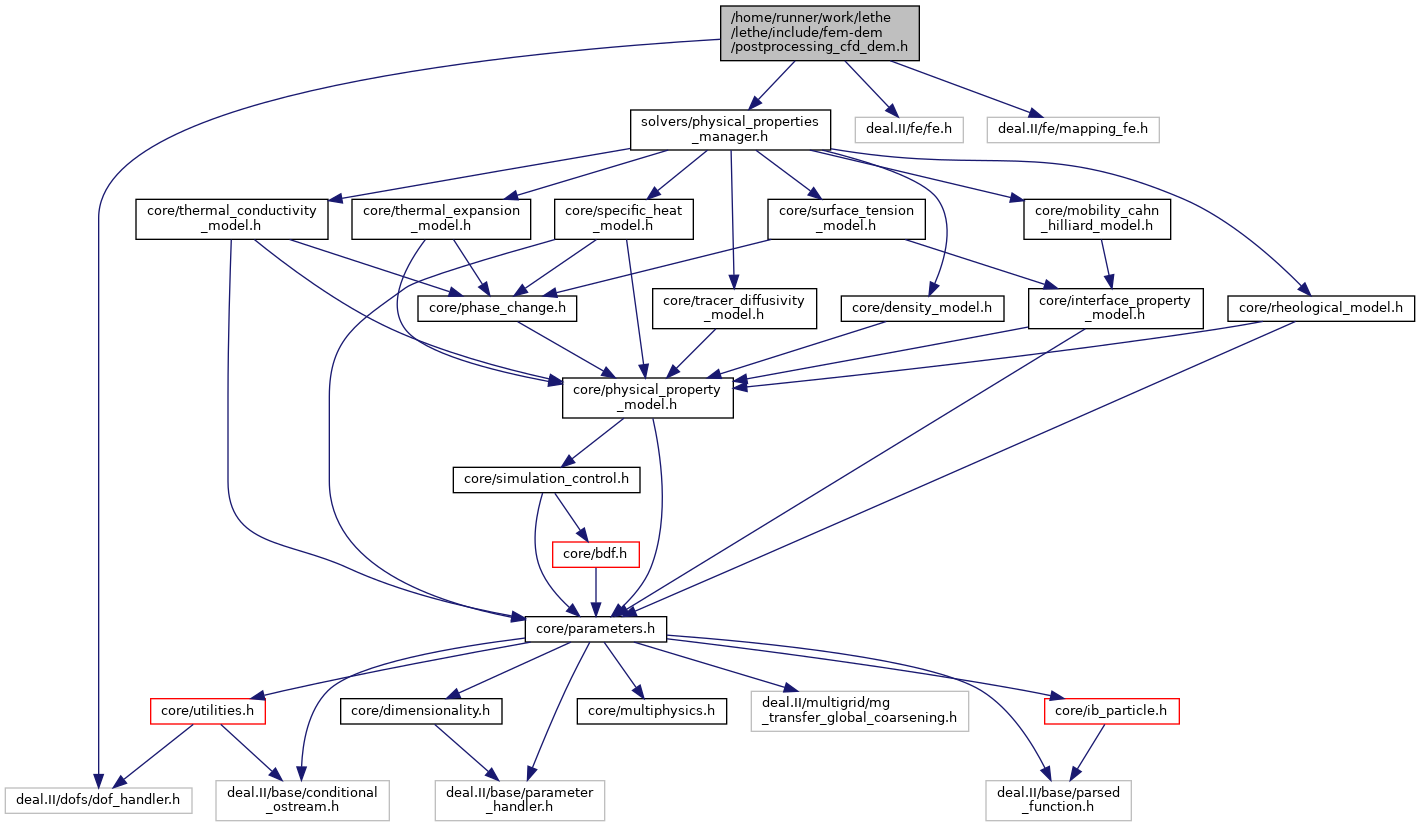 /home/runner/work/lethe
/lethe/include/fem-dem
/postprocessing_cfd_dem.h
solvers/physical_properties
_manager.h
deal.II/fe/fe.h
deal.II/fe/mapping_fe.h
core/thermal_conductivity
_model.h
core/thermal_expansion
_model.h
core/specific_heat
_model.h
core/surface_tension
_model.h
core/mobility_cahn
_hilliard_model.h
core/phase_change.h
core/tracer_diffusivity
_model.h
core/density_model.h
core/interface_property
_model.h
core/rheological_model.h
core/physical_property
_model.h
core/simulation_control.h
core/bdf.h
core/parameters.h
core/utilities.h
core/dimensionality.h
core/multiphysics.h
deal.II/multigrid/mg
_transfer_global_coarsening.h
core/ib_particle.h
deal.II/dofs/dof_handler.h
deal.II/base/conditional
_ostream.h
deal.II/base/parameter
_handler.h
deal.II/base/parsed
_function.h